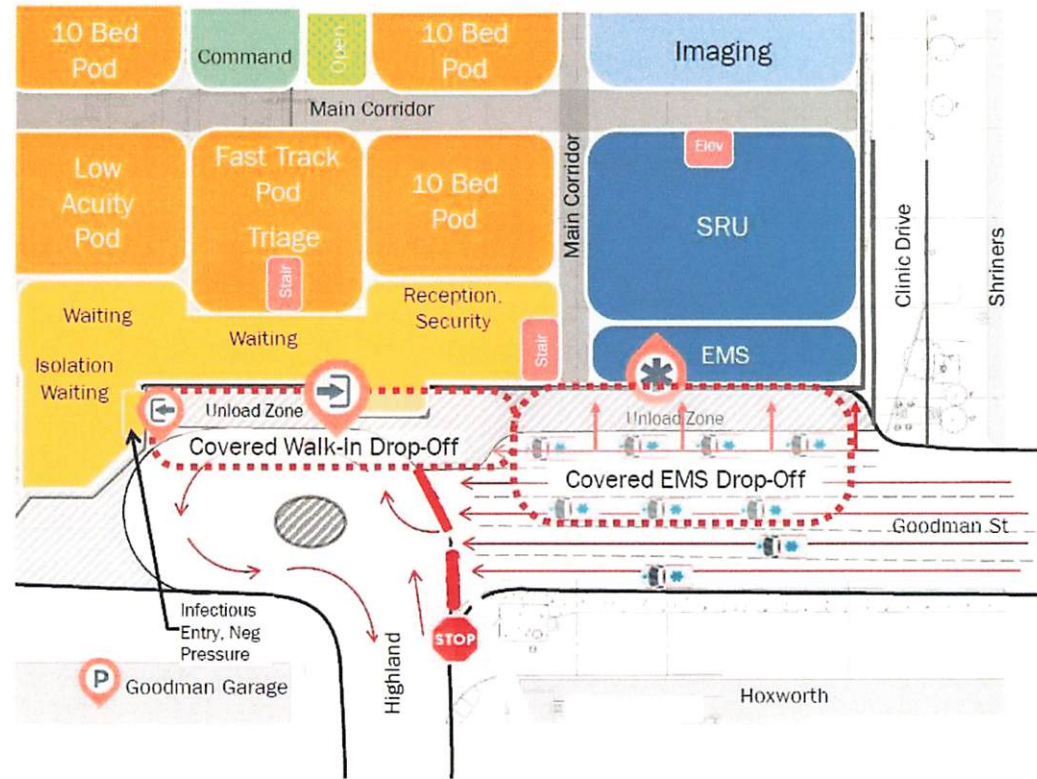 10 Bed
Pod
Command
Open
10 Bed
Pod
Imaging
Main Corridor
Low
Acuity
Pod
Fast Track
Pod
Triage
Stair
10 Bed
Pod
Main Corridor
Elev
SRU
Clinic Drive
Shriners
Waiting
Waiting
Reception,
Security
Stair
EMS
Isolation
Waiting
Unload Zone
Covered Walk-in Drop-Off
Unload Zone
Covered EMS Drop-Off
Goodman St
Infectious
Entry, Neg
Pressure
STOP
P
Goodman Garage
Highland
Hoxworth